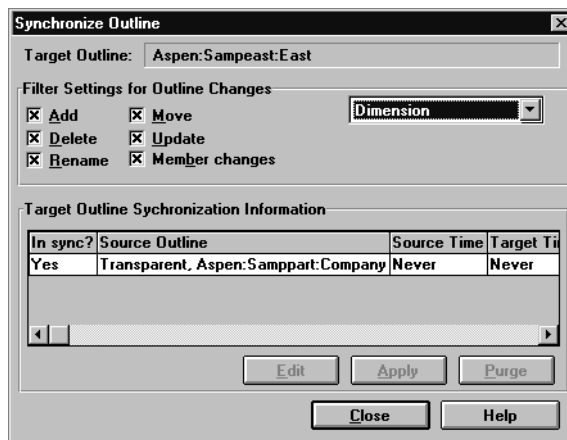 Synchronize Outline
Target Outline: Aspen:Sampeast:East
Filter Settings for Outline Changes
Add Move Dimension
Delete Update
Rename Member changes
Target Outline Sychronization Information
In sync? Source Outline Source Time Target Ti
Yes Transparent, Aspen:Samppart:Company Never Never
Edit Apply Purge
Close Help